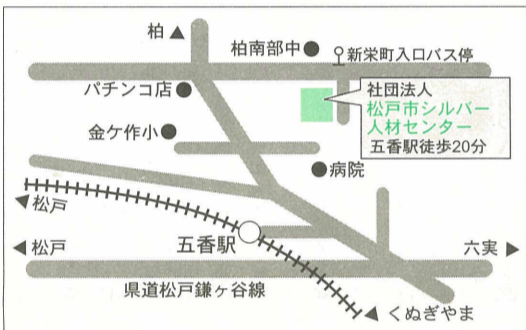 柏▲
柏南部中
新栄町入口バス停
パチンコ店
社団法人
松戸市シルバー
人材センター
五香駅徒歩20分
金ケ作小
病院
◀松戸
五香駅
◀松戸
六実▶
県道松戸鎌ヶ谷線
◀くぬぎやま